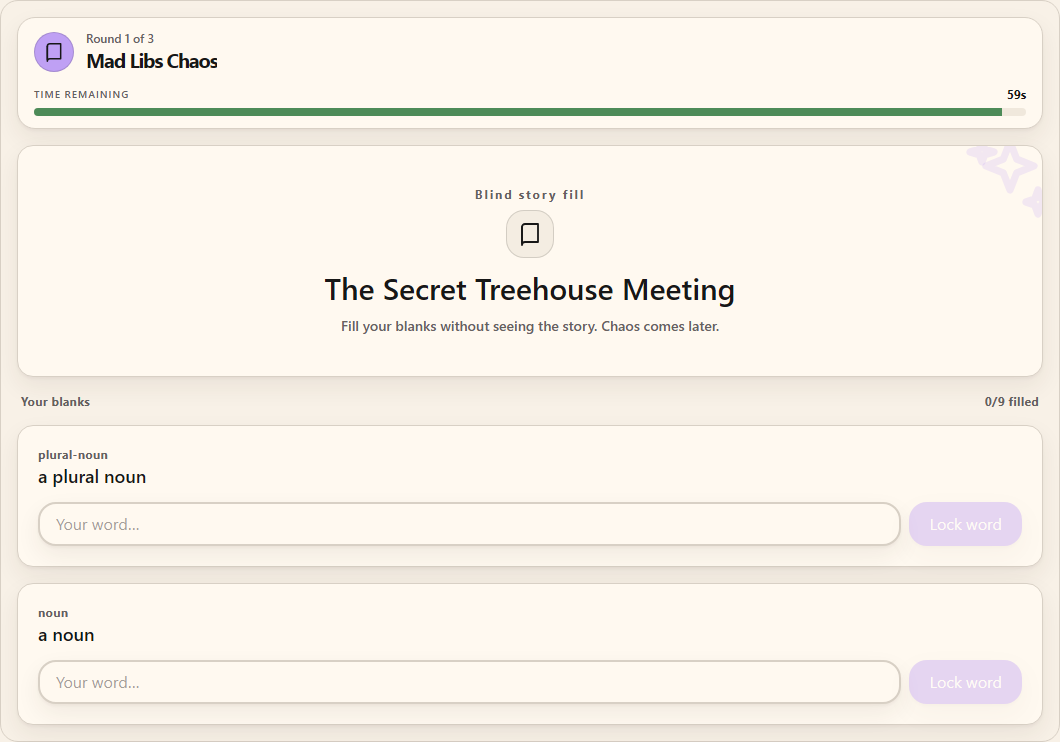 Round 1 of 3
Mad Libs Chaos
TIME REMAINING
59s
Blind story fill
The Secret Treehouse Meeting
Fill your blanks without seeing the story. Chaos comes later.
Your blanks
0/9 filled
plural-noun
a plural noun
Your word...
Lock word
noun
a noun
Your word...
Lock word